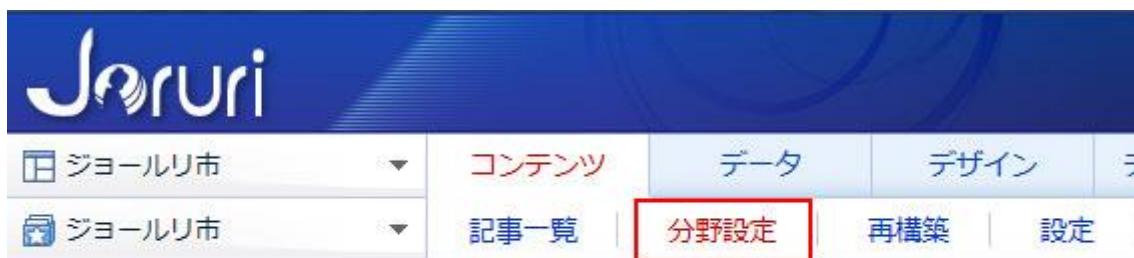 Joruri
ジョールリ市 コンテンツ データ デザイン
ジョールリ市 記事一覧 分野設定 再構築 設定